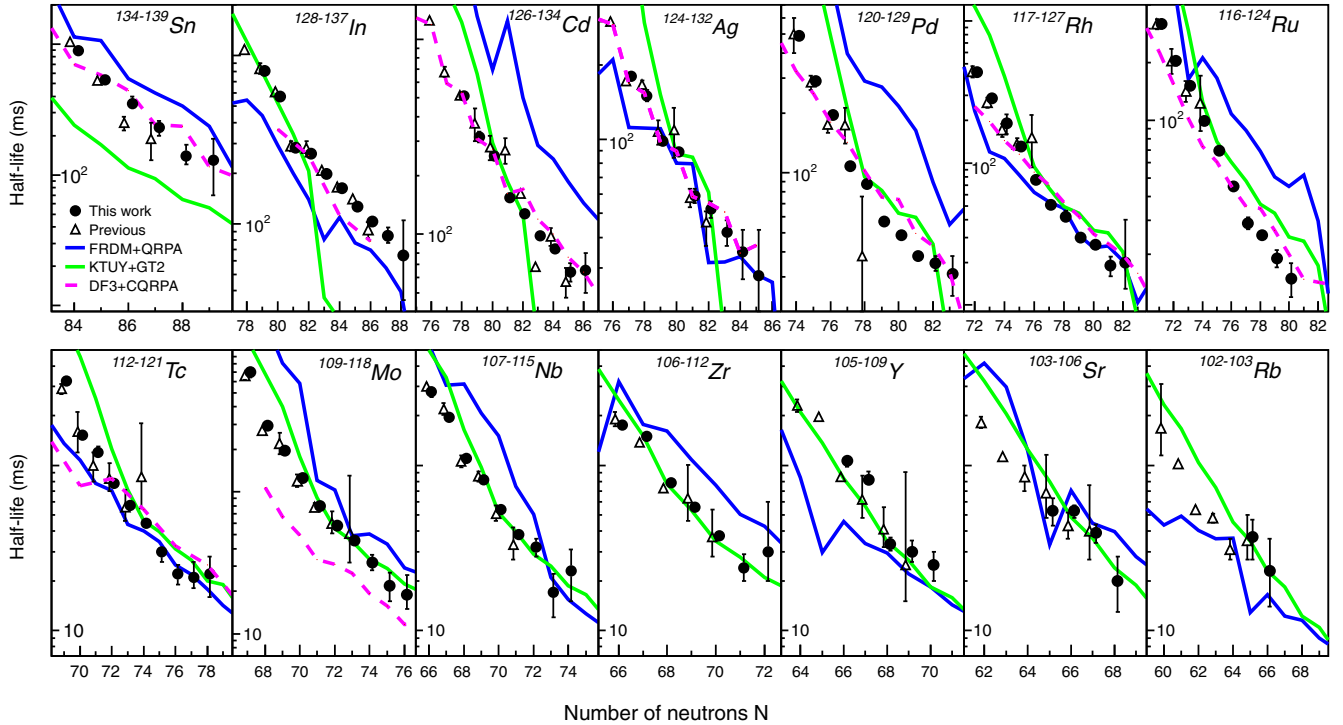 134-139Sn
128-137In
126-134Cd
124-132Ag
120-129Pd
117-127Rh
116-124Ru
Half-life (ms)
10²
10²
10²
10²
10²
10²
10²
This work
Previous
FRDM+QRPA
KTUY+GT2
DF3+CQRPA
84 86 88
78 80 82 84 86 88
76 78 80 82 84 86
76 78 80 82 84 86
74 76 78 80 82
72 74 76 78 80 82
72 74 76 78 80 82
112-121Tc
109-118Mo
107-115Nb
106-112Zr
105-109Y
103-106Sr
102-103Rb
Half-life (ms)
10
10
10
10
10
10
10
70 72 74 76 78
68 70 72 74 76
66 68 70 72 74
66 68 70 72
64 66 68 70
62 64 66 68
60 62 64 66 68
Number of neutrons N